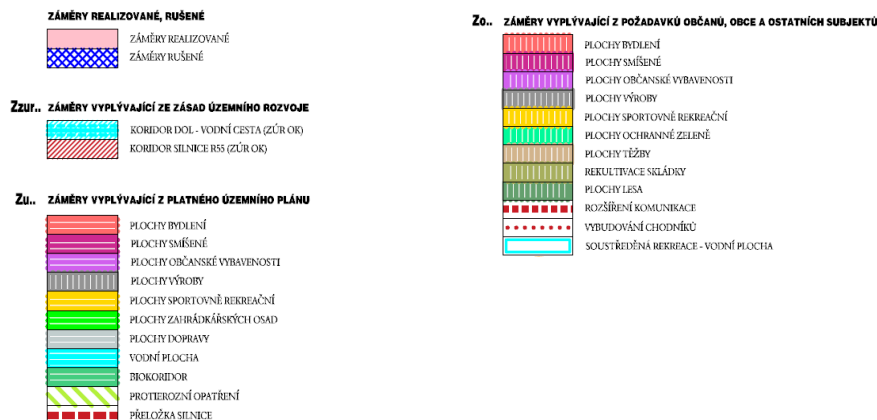 ZÁMĚRY REALIZOVANÉ, RUŠENÉ
ZÁMĚRY REALIZOVANÉ
ZÁMĚRY RUŠENÉ
Zzur.. ZÁMĚRY VYPLÝVAJÍCÍ ZE ZÁSAD ÚZEMNÍHO ROZVOJE
KORIDOR DOL - VODNÍ CESTA (ZÚR OK)
KORIDOR SILNICE R55 (ZÚR OK)
Zu.. ZÁMĚRY VYPLÝVAJÍCÍ Z PLATNÉHO ÚZEMNÍHO PLÁNU
PLOCHY BYDLENÍ
PLOCHY SMÍŠENÉ
PLOCHY OBČANSKÉ VYBAVENOSTI
PLOCHY VÝROBY
PLOCHY SPORTOVNĚ REKREAČNÍ
PLOCHY ZAHRÁDKÁŘSKÝCH OSAD
PLOCHY DOPRAVY
VODNÍ PLOCHA
BIOKORIDOR
PROTIEROZNÍ OPATŘENÍ
PŘELOŽKA SILNICE
Zo.. ZÁMĚRY VYPLÝVAJÍCÍ Z POŽADAVKŮ OBČANŮ, OBCE A OSTATNÍCH SUBJEKTŮ
PLOCHY BYDLENÍ
PLOCHY SMÍŠENÉ
PLOCHY OBČANSKÉ VYBAVENOSTI
PLOCHY VÝROBY
PLOCHY SPORTOVNĚ REKREAČNÍ
PLOCHY OCHRANNÉ ZELENĚ
PLOCHY TĚŽBY
REKULTIVACE SKLÁDKY
PLOCHY LESA
ROZŠÍŘENÍ KOMUNIKACE
VYBUDOVÁNÍ CHODNÍKŮ
SOUSTŘEDĚNÁ REKREACE - VODNÍ PLOCHA